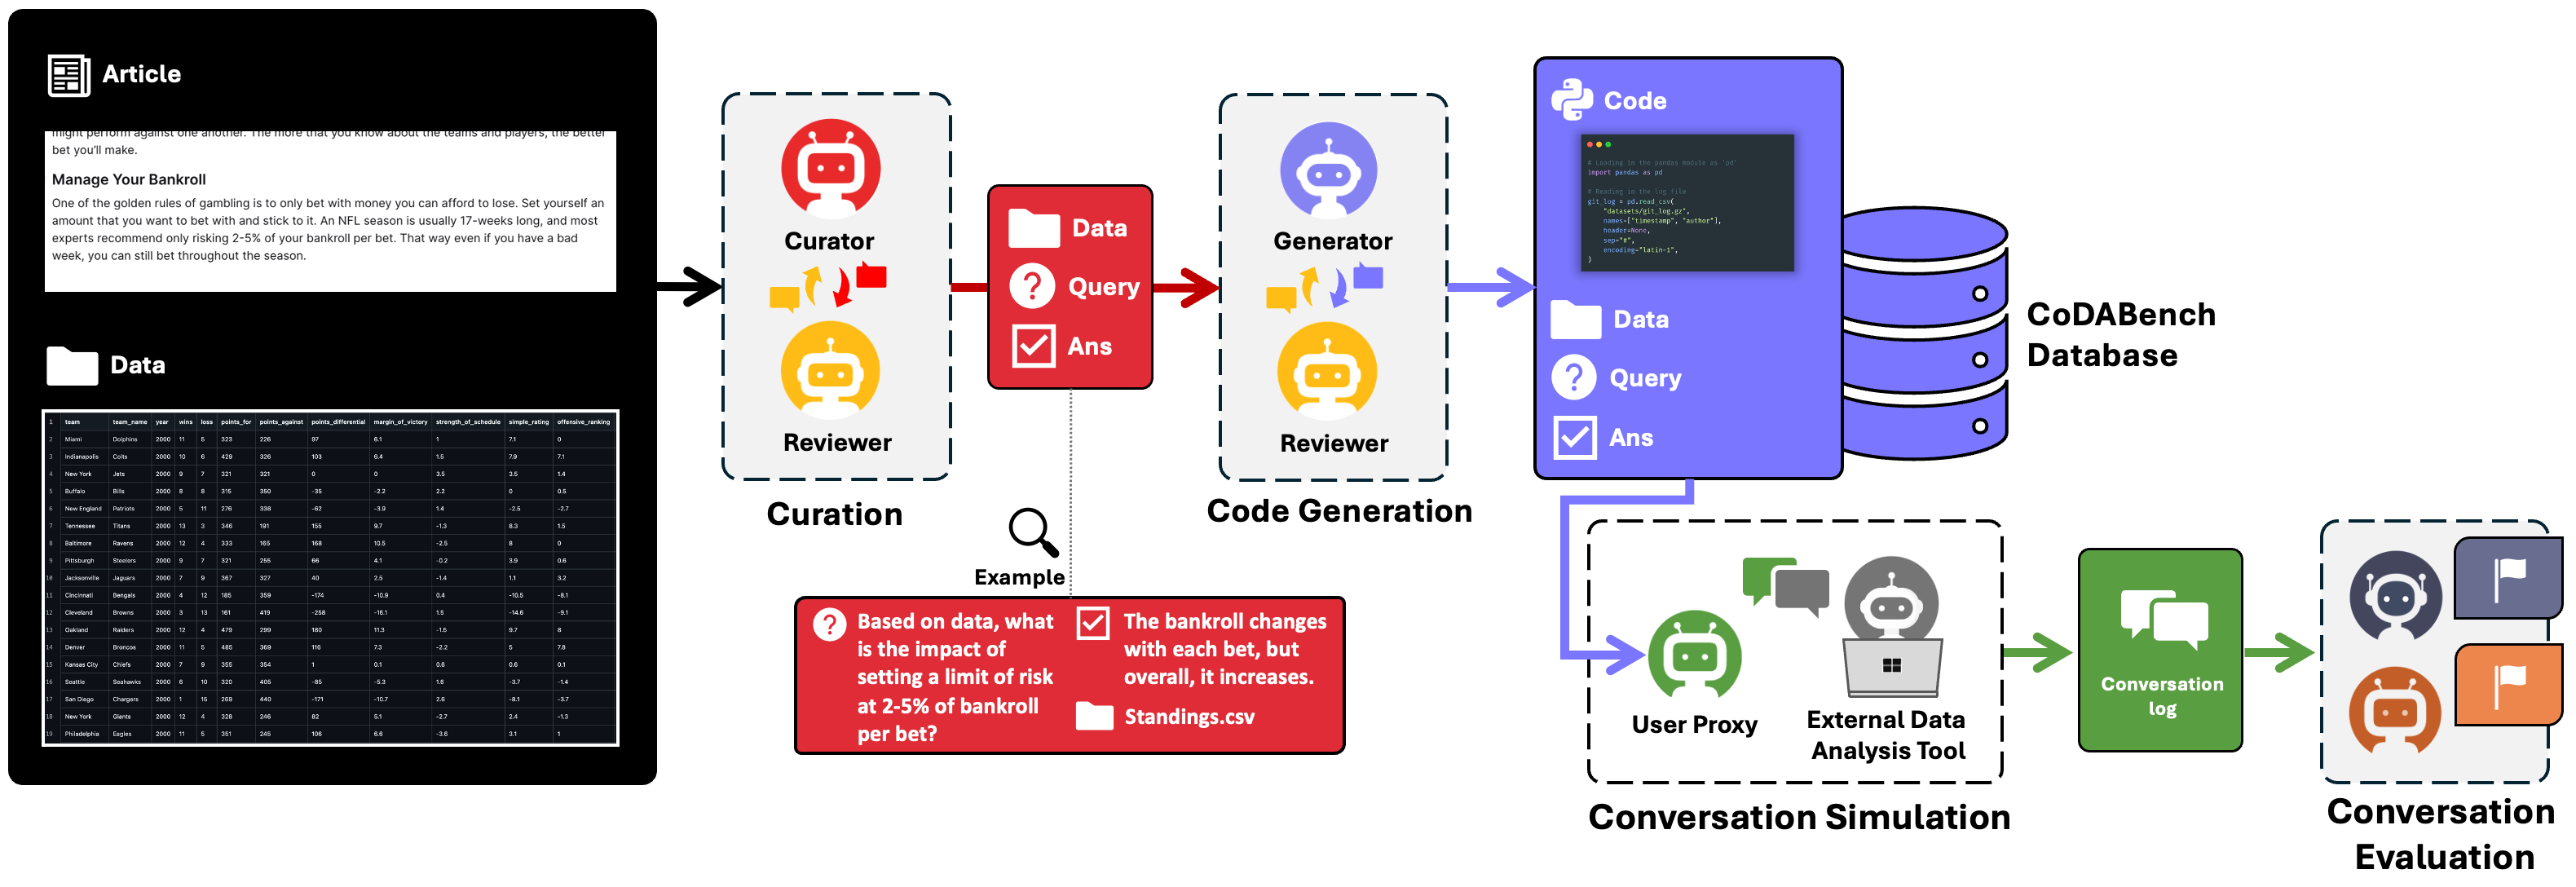 Article
might perform against one another. The more that you know about the teams and players, the better
bet you'll make.
Manage Your Bankroll
One of the golden rules of gambling is to only bet with money you can afford to lose. Set yourself an
amount that you want to bet with and stick to it. An NFL season is usually 17-weeks long, and most
experts recommend only risking 2-5% of your bankroll per bet. That way even if you have a bad
week, you can still bet throughout the season.
Data
1 team team_name year wins loss points_for points_against points_differential margin_of_victory strength_of_schedule simple_rating offensive_ranking
2 Miami Dolphins 2000 11 5 323 226 97 6.1 1 7.1 0
3 Indianapolis Colts 2000 10 6 429 326 103 6.4 1.5 7.9 7.1
4 New York Jets 2000 9 7 321 321 0 0 3.5 3.5 1.4
5 Buffalo Bills 2000 8 8 315 350 -35 -2.2 2.2 0 0.5
6 New England Patriots 2000 5 11 276 338 -62 -3.9 1.4 -2.5 -2.7
7 Tennessee Titans 2000 13 3 346 191 155 9.7 -1.3 8.3 1.5
8 Baltimore Ravens 2000 12 4 333 165 168 10.5 -2.5 8 0
9 Pittsburgh Steelers 2000 9 7 321 255 66 4.1 -0.2 3.9 0.6
10 Jacksonville Jaguars 2000 7 9 367 327 40 2.5 -1.4 1.1 3.2
11 Cincinnati Bengals 2000 4 12 185 359 -174 -10.9 0.4 -10.5 -8.1
12 Cleveland Browns 2000 3 13 161 419 -258 -16.1 1.5 -14.6 -9.1
13 Oakland Raiders 2000 12 4 479 299 180 11.3 -1.5 9.7 8
14 Denver Broncos 2000 11 5 485 369 116 7.3 -2.2 5 7.8
15 Kansas City Chiefs 2000 7 9 355 354 1 0.1 0.6 0.6 0.1
16 Seattle Seahawks 2000 6 10 320 405 -85 -5.3 1.6 -3.7 -1.4
17 San Diego Chargers 2000 1 15 269 440 -171 -10.7 2.6 -8.1 -3.7
18 New York Giants 2000 12 4 328 246 82 5.1 -2.7 2.4 -1.3
19 Philadelphia Eagles 2000 11 5 351 245 106 6.6 -3.6 3.1 1
Curator
Reviewer
Curation
Data
Query
Ans
Example
Based on data, what
is the impact of
setting a limit of risk
at 2-5% of bankroll
per bet?
The bankroll changes
with each bet, but
overall, it increases.
Standings.csv
Generator
Reviewer
Code Generation
Code
# Loading in the pandas module as 'pd'
import pandas as pd
# Reading in the log file
git_log = pd.read_csv(
"datasets/git_log.gz",
names=["timestamp", "author"],
header=None,
sep="#",
encoding="latin-1",
)
Data
Query
Ans
CoDABench
Database
User Proxy
External Data
Analysis Tool
Conversation Simulation
Conversation
log
Conversation
Evaluation